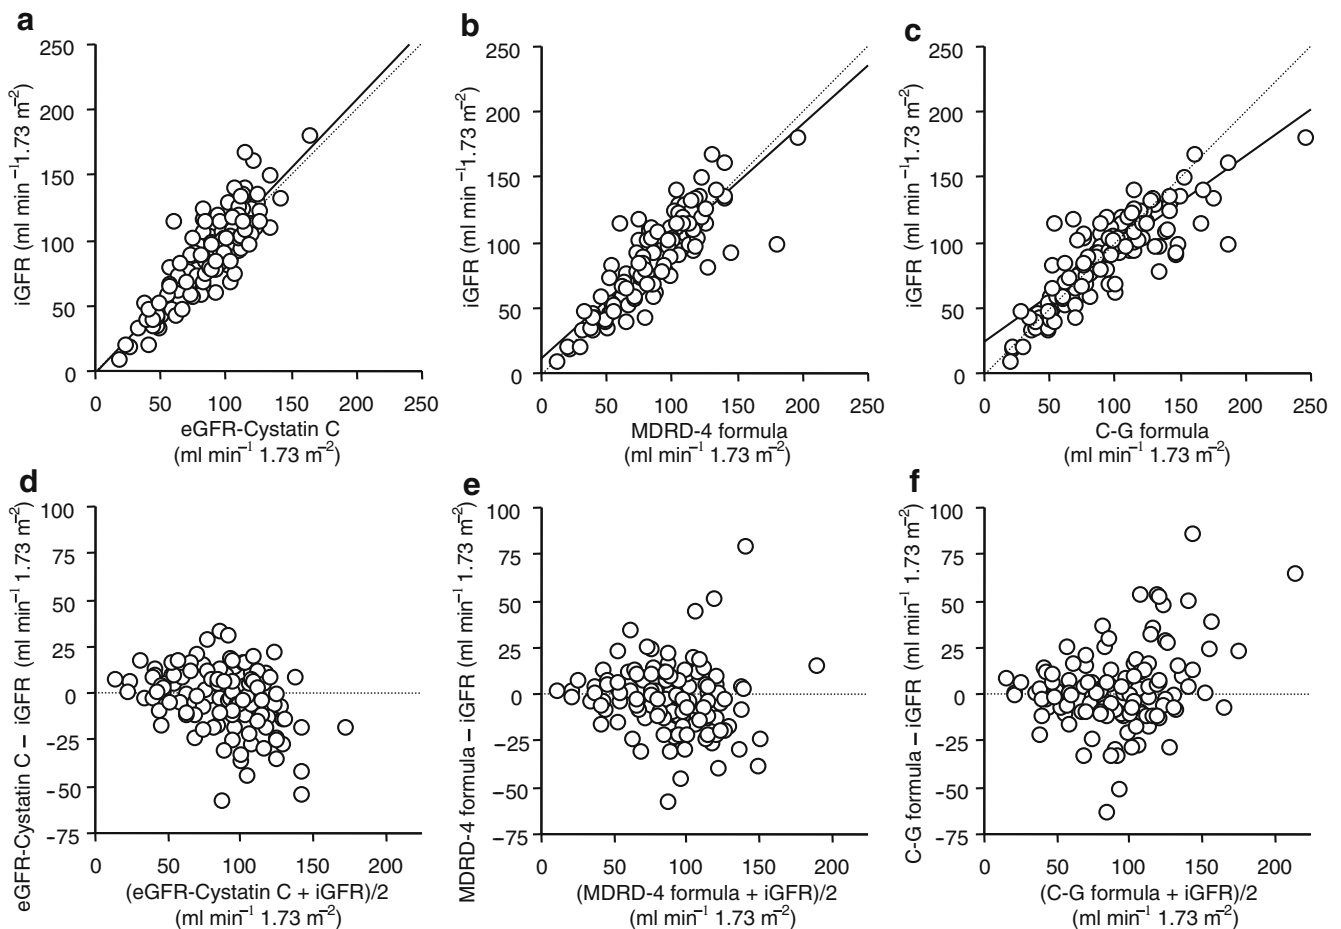 a
iGFR (ml min⁻¹1.73 m⁻²)
250
200
150
100
50
0
0 50 100 150 200 250
eGFR-Cystatin C
(ml min⁻¹ 1.73 m⁻²)
b
iGFR (ml min⁻¹1.73 m⁻²)
250
200
150
100
50
0
0 50 100 150 200 250
MDRD-4 formula
(ml min⁻¹ 1.73 m⁻²)
c
iGFR (ml min⁻¹1.73 m⁻²)
250
200
150
100
50
0
0 50 100 150 200 250
C-G formula
(ml min⁻¹ 1.73 m⁻²)
d
eGFR-Cystatin C – iGFR (ml min⁻¹ 1.73 m⁻²)
100
75
50
25
0
−25
−50
−75
0 50 100 150 200
(eGFR-Cystatin C + iGFR)/2
(ml min⁻¹ 1.73 m⁻²)
e
MDRD-4 formula – iGFR (ml min⁻¹ 1.73 m⁻²)
100
75
50
25
0
−25
−50
−75
0 50 100 150 200
(MDRD-4 formula + iGFR)/2
(ml min⁻¹ 1.73 m⁻²)
f
C-G formula – iGFR (ml min⁻¹ 1.73 m⁻²)
100
75
50
25
0
−25
−50
−75
0 50 100 150 200
(C-G formula + iGFR)/2
(ml min⁻¹ 1.73 m⁻²)